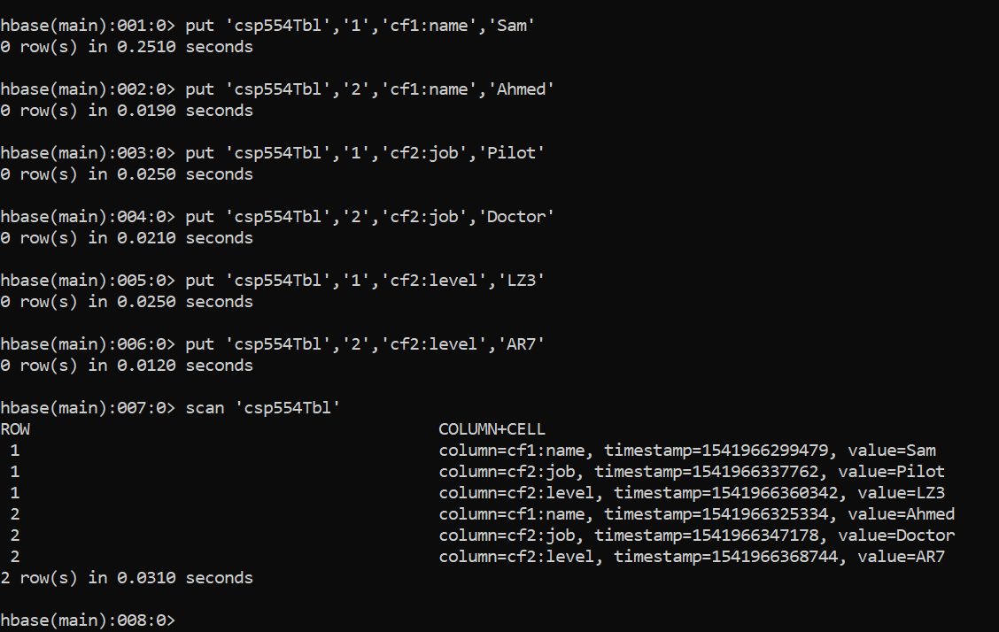 hbase(main):001:0> put 'csp554Tbl','1','cf1:name','Sam'
0 row(s) in 0.2510 seconds
hbase(main):002:0> put 'csp554Tbl','2','cf1:name','Ahmed'
0 row(s) in 0.0190 seconds
hbase(main):003:0> put 'csp554Tbl','1','cf2:job','Pilot'
0 row(s) in 0.0250 seconds
hbase(main):004:0> put 'csp554Tbl','2','cf2:job','Doctor'
0 row(s) in 0.0210 seconds
hbase(main):005:0> put 'csp554Tbl','1','cf2:level','LZ3'
0 row(s) in 0.0250 seconds
hbase(main):006:0> put 'csp554Tbl','2','cf2:level','AR7'
0 row(s) in 0.0120 seconds
hbase(main):007:0> scan 'csp554Tbl'
ROW COLUMN+CELL
1 column=cf1:name, timestamp=1541966299479, value=Sam
1 column=cf2:job, timestamp=1541966337762, value=Pilot
1 column=cf2:level, timestamp=1541966360342, value=LZ3
2 column=cf1:name, timestamp=1541966325334, value=Ahmed
2 column=cf2:job, timestamp=1541966347178, value=Doctor
2 column=cf2:level, timestamp=1541966368744, value=AR7
2 row(s) in 0.0310 seconds
hbase(main):008:0>